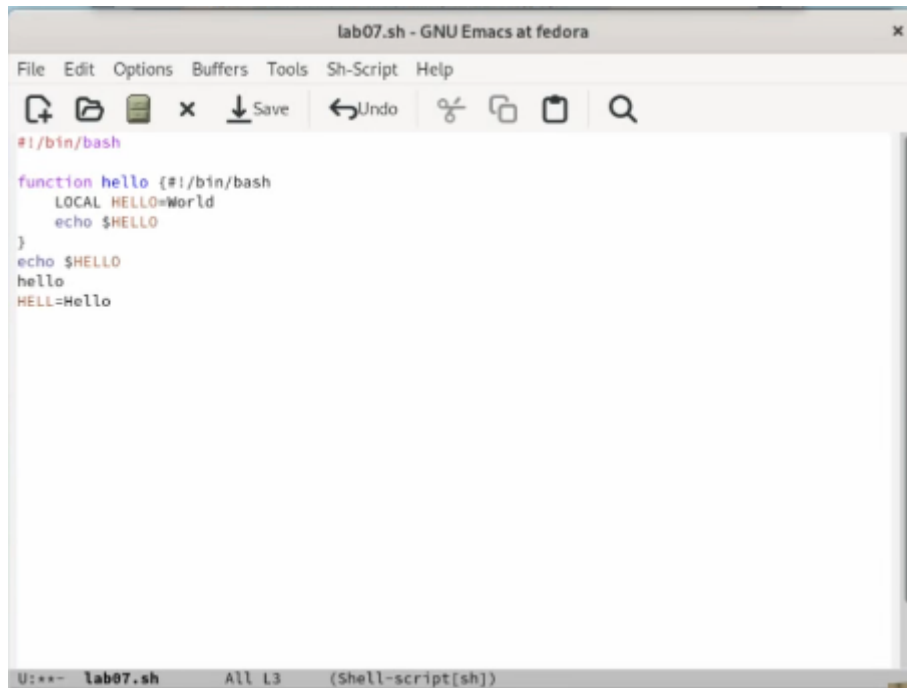 lab07.sh - GNU Emacs at fedora ×
File Edit Options Buffers Tools Sh-Script Help
Save Undo
#!/bin/bash
function hello {#!/bin/bash
LOCAL HELLO=World
echo $HELLO
}
echo $HELLO
hello
HELL=Hello
U:**- lab07.sh All L3 (Shell-script[sh])